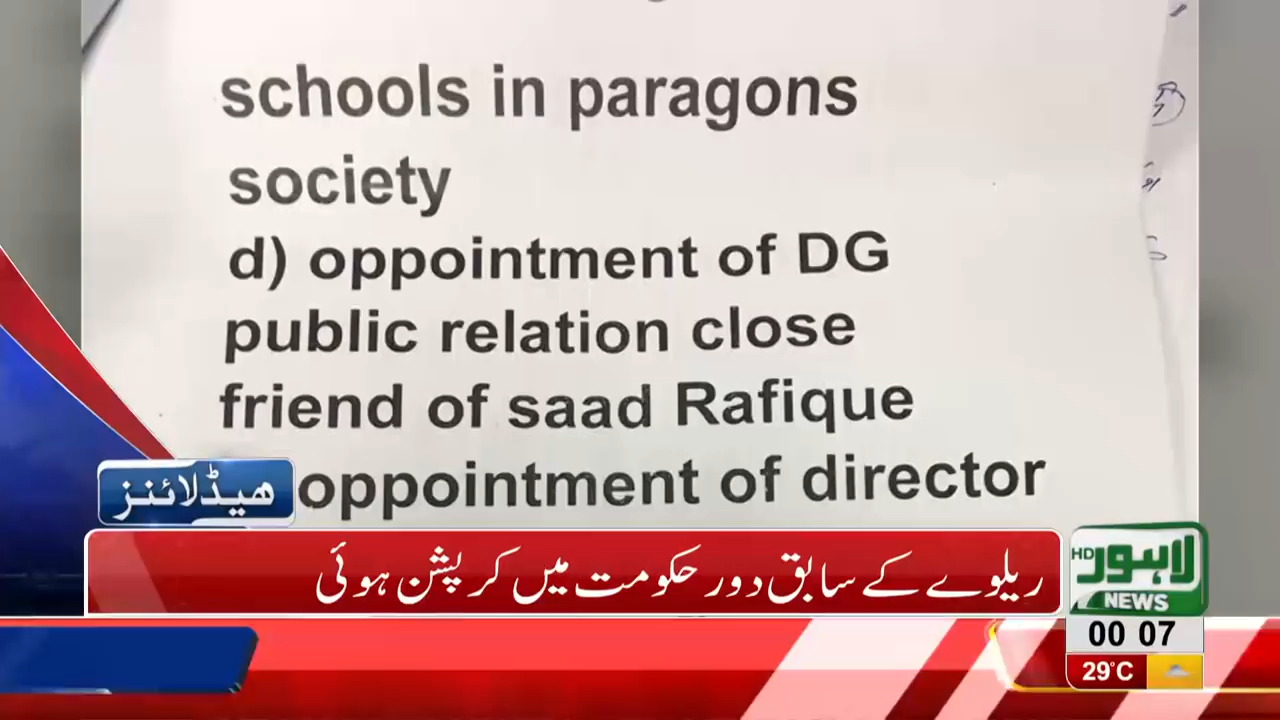 schools in paragons
society
d) oppointment of DG
public relation close
friend of saad Rafique
oppointment of director
ھیڈلائنز
ریلوے کے سابق دور حکومت میں کرپشن ہوئی
لاہور HD
NEWS
00 07
29°C